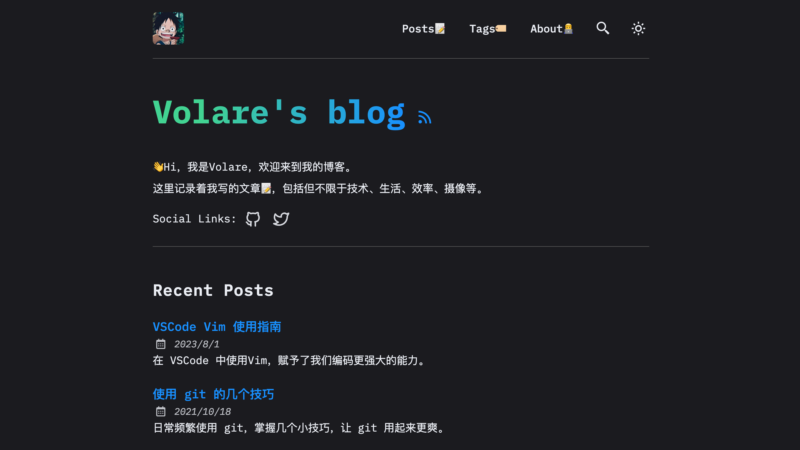 Posts📝 Tags🏷️ About🙋‍♂️
Volare's blog
👋Hi，我是Volare，欢迎来到我的博客。
这里记录着我写的文章📝，包括但不限于技术、生活、效率、摄像等。
Social Links:
Recent Posts
VSCode Vim 使用指南
2023/8/1
在 VSCode 中使用Vim，赋予了我们编码更强大的能力。
使用 git 的几个技巧
2021/10/18
日常频繁使用 git，掌握几个小技巧，让 git 用起来更爽。